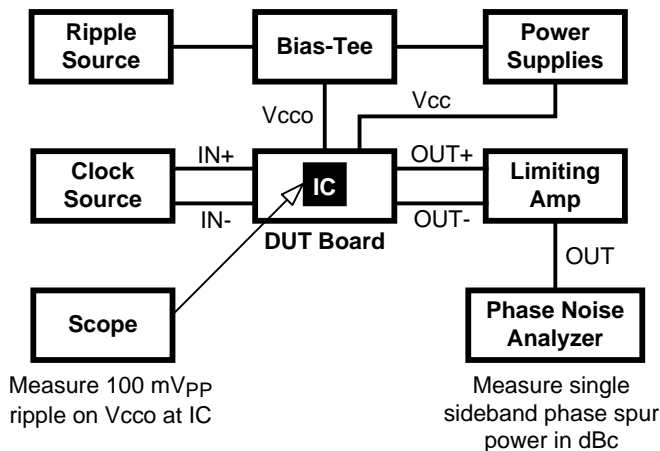 Ripple
Source
Bias-Tee
Power
Supplies
Vcco
Vcc
Clock
Source
IN+
IN-
IC
DUT Board
OUT+
OUT-
Limiting
Amp
OUT
Scope
Phase Noise
Analyzer
Measure 100 mVPP
ripple on Vcco at IC
Measure single
sideband phase spur
power in dBc